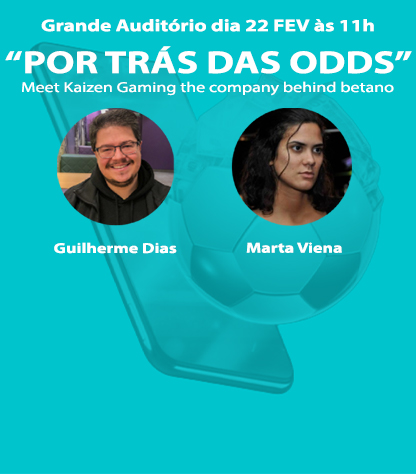 Grande Auditório dia 22 FEV às 11h
“POR TRÁS DAS ODDS”
Meet Kaizen Gaming the company behind betano
Guilherme Dias
Marta Viena